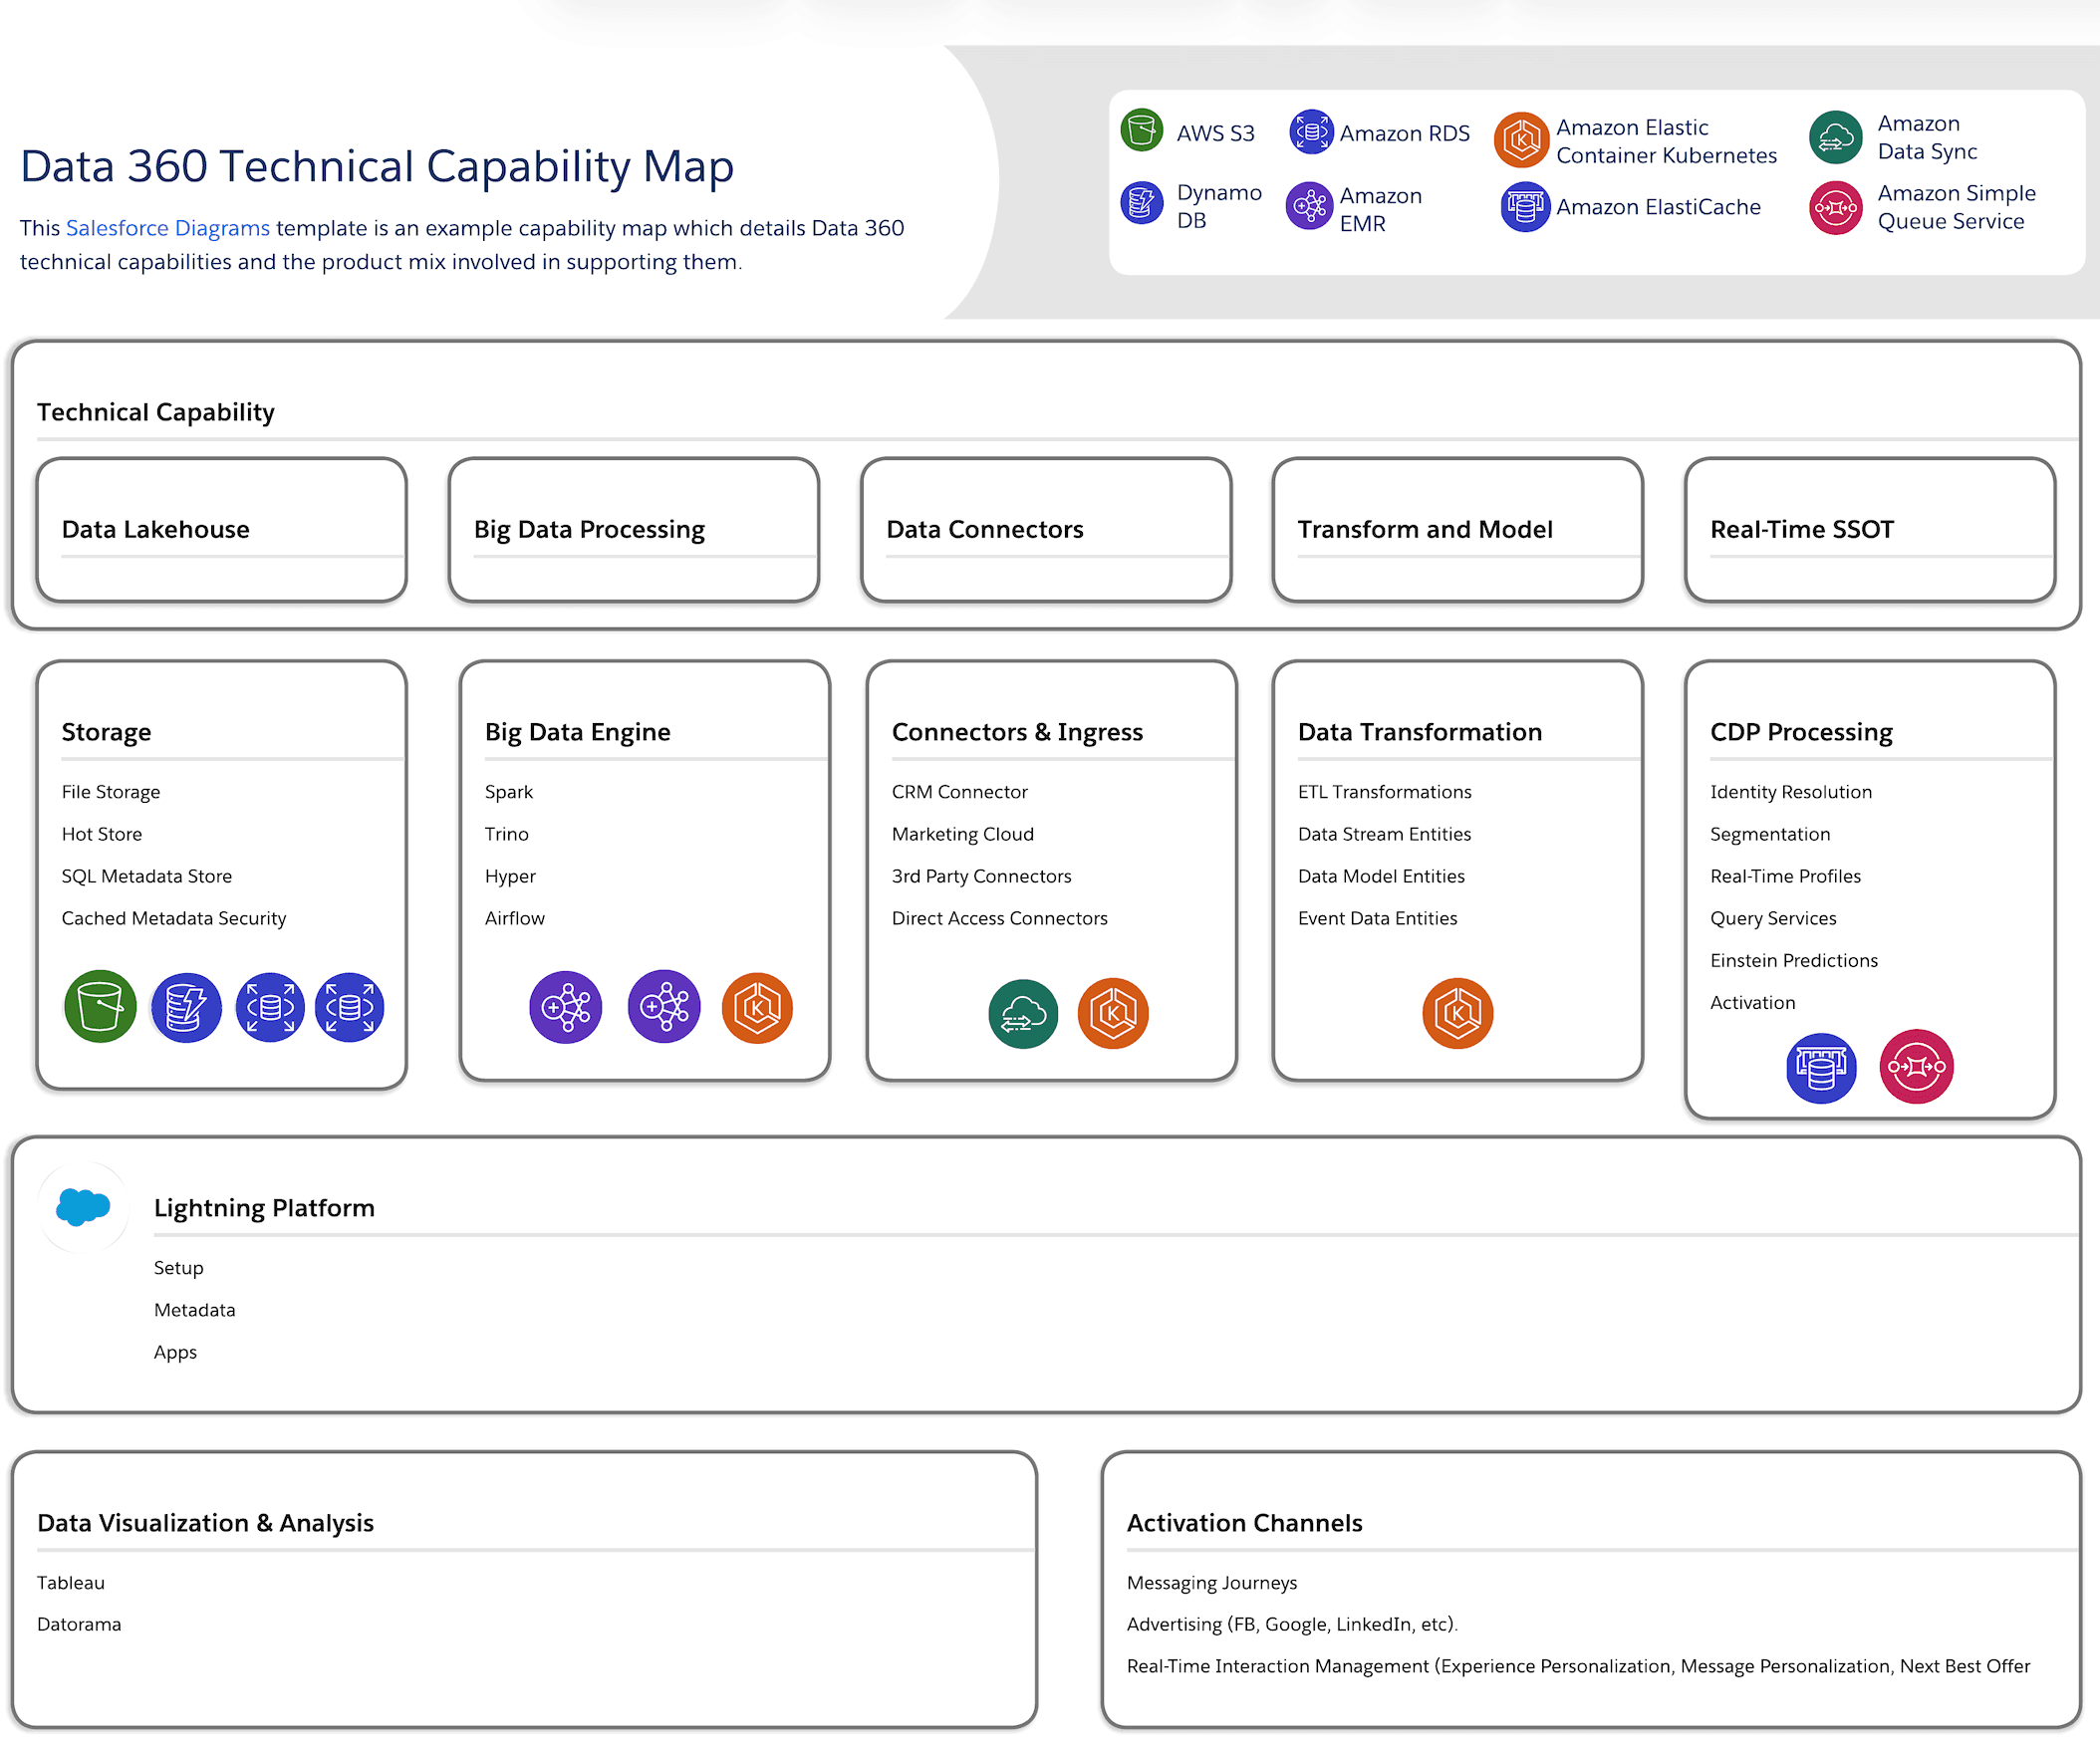 Data 360 Technical Capability Map
This Salesforce Diagrams template is an example capability map which details Data 360
technical capabilities and the product mix involved in supporting them.
AWS S3
Amazon RDS
Amazon Elastic
Container Kubernetes
Amazon
Data Sync
Dynamo
DB
Amazon
EMR
Amazon ElastiCache
Amazon Simple
Queue Service
Technical Capability
Data Lakehouse
Big Data Processing
Data Connectors
Transform and Model
Real-Time SSOT
Storage
File Storage
Hot Store
SQL Metadata Store
Cached Metadata Security
Big Data Engine
Spark
Trino
Hyper
Airflow
Connectors & Ingress
CRM Connector
Marketing Cloud
3rd Party Connectors
Direct Access Connectors
Data Transformation
ETL Transformations
Data Stream Entities
Data Model Entities
Event Data Entities
CDP Processing
Identity Resolution
Segmentation
Real-Time Profiles
Query Services
Einstein Predictions
Activation
Lightning Platform
Setup
Metadata
Apps
Data Visualization & Analysis
Tableau
Datorama
Activation Channels
Messaging Journeys
Advertising (FB, Google, LinkedIn, etc).
Real-Time Interaction Management (Experience Personalization, Message Personalization, Next Best Offer